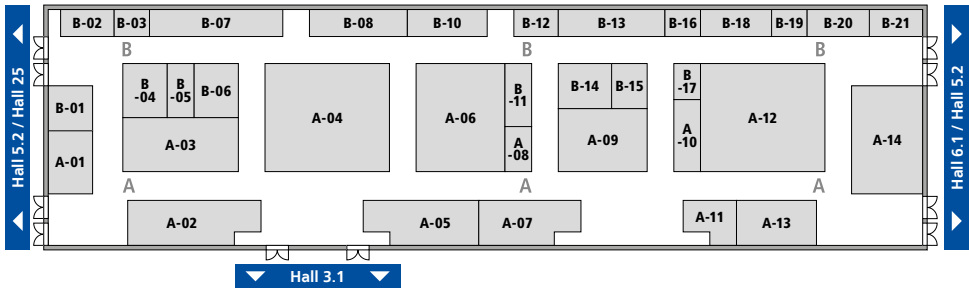 B-02 B-03 B-07 B-08 B-10 B-12 B-13 B-16 B-18 B-19 B-20 B-21
B B B
Hall 5.2 / Hall 25
B-01
A-01
B
-04
B
-05
B-06
A-03
A-04
A-06
B
-11
A
-08
B-14 B-15
A-09
B
-17
A
-10
A-12
A-14
Hall 6.1 / Hall 5.2
A A A
A-02 A-05 A-07 A-11 A-13
Hall 3.1